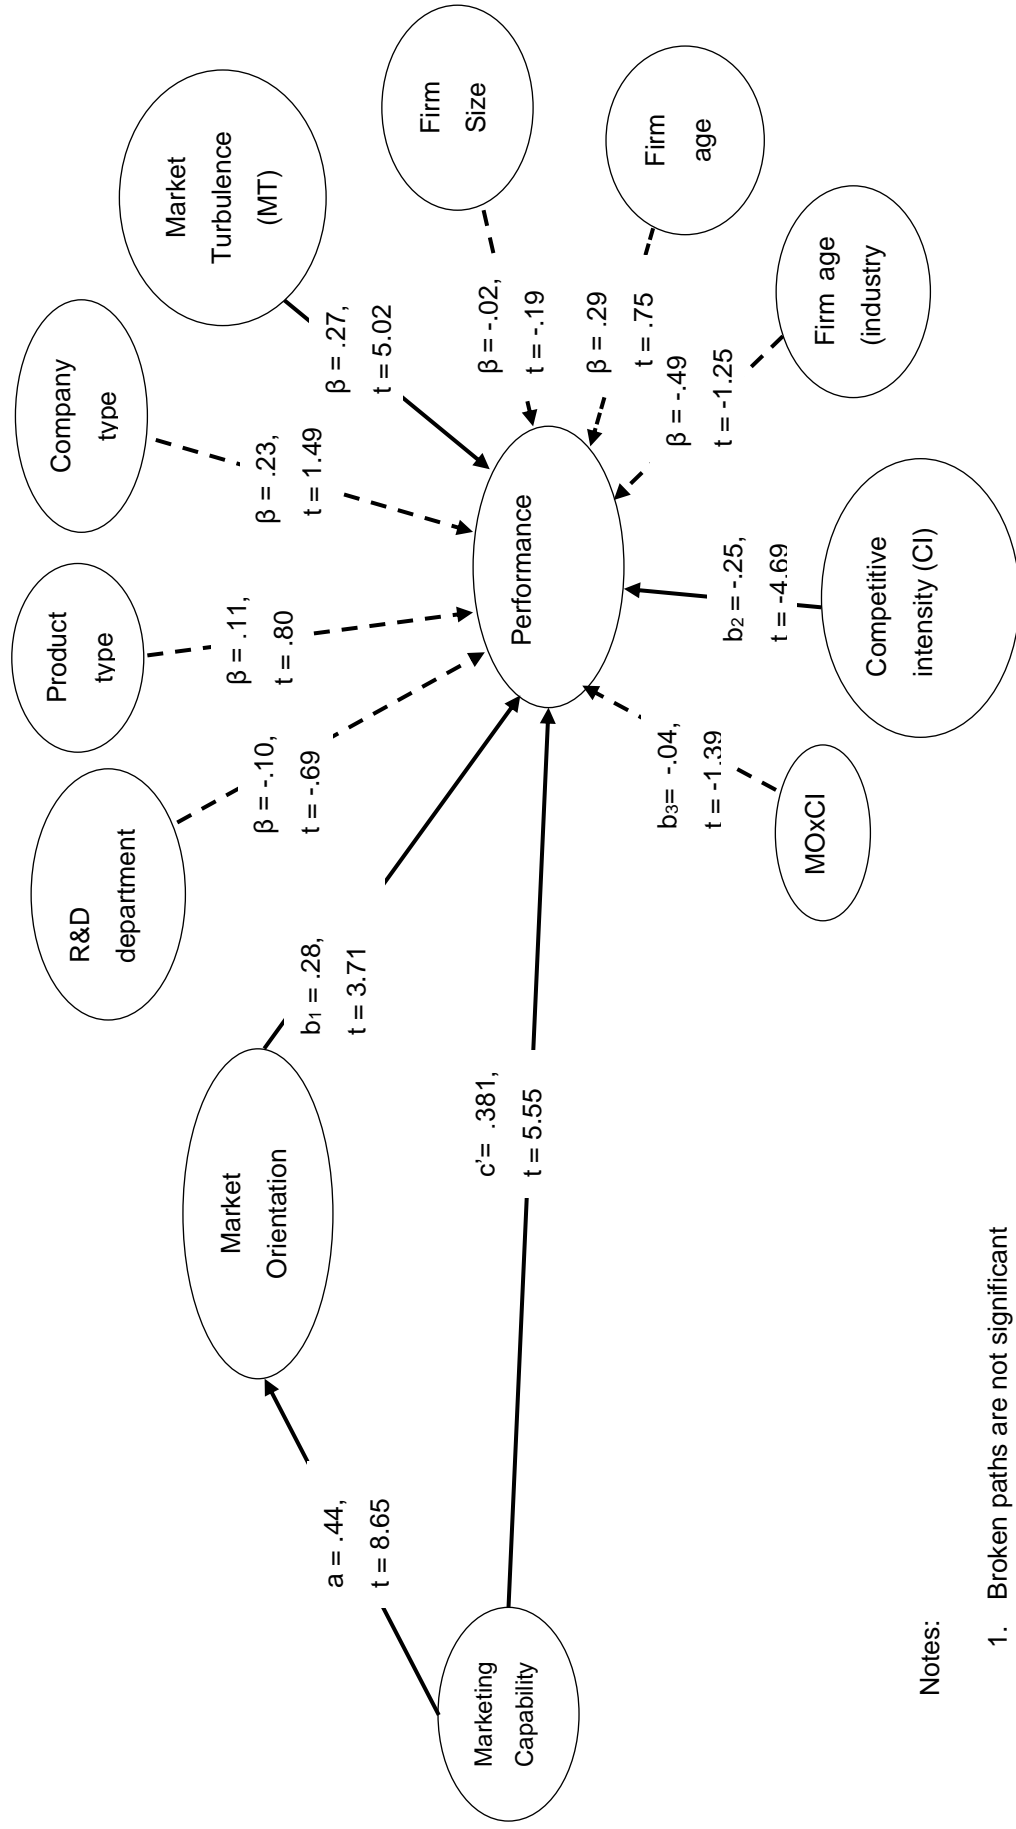 R&D
department
Product
type
Company
type
Market
Turbulence
(MT)
Firm
Size
Firm
age
Firm age
(industry
Competitive
intensity (CI)
MOxCI
Performance
Market
Orientation
Marketing
Capability
a = .44,
t = 8.65
b₁ = .28,
t = 3.71
c'= .381,
t = 5.55
β = -.10,
t = -.69
β = .11,
t = .80
β = .23,
t = 1.49
β = .27,
t = 5.02
β = -.02,
t = -.19
β = .29
t = .75
β = -.49
t = -1.25
b₂ = -.25,
t = -4.69
b₃= -.04,
t = -1.39
Notes:
1. Broken paths are not significant